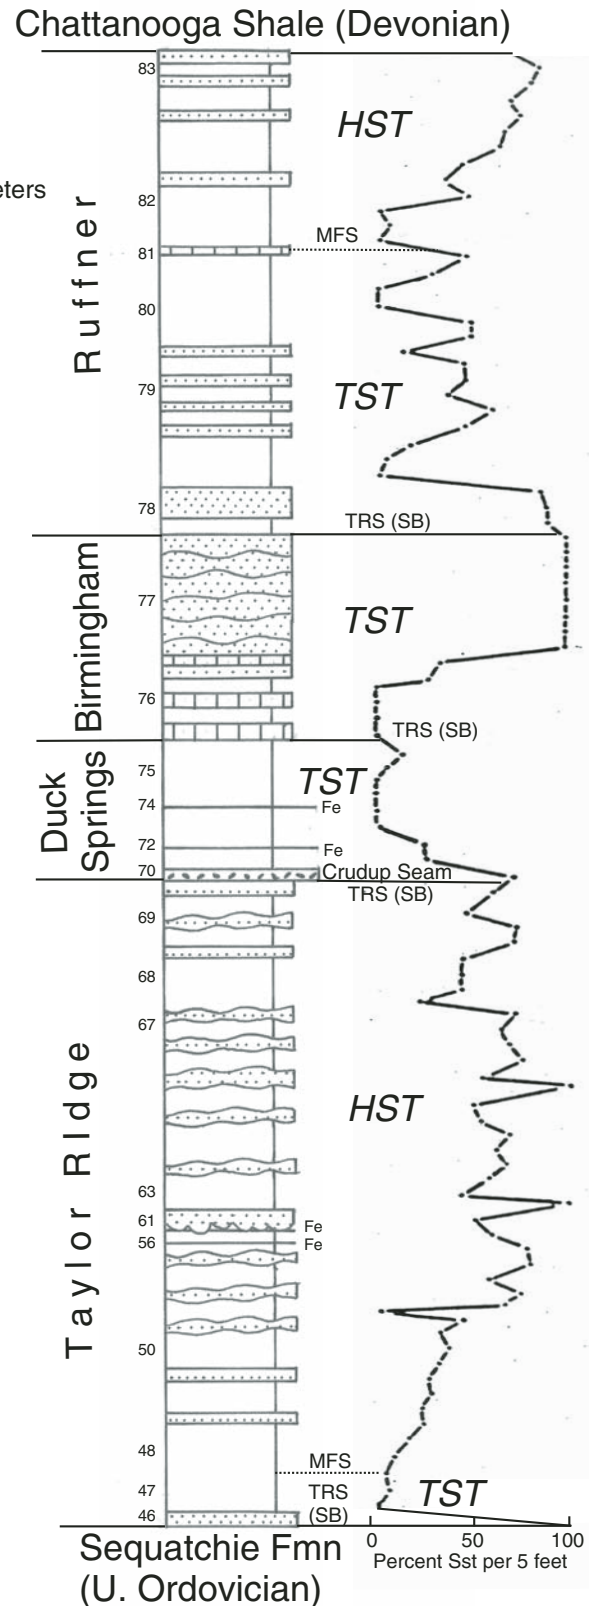 Chattanooga Shale (Devonian)
83
HST
eters
82
MFS
81
Ruffner
80
79
TST
78
TRS (SB)
Birmingham
77
TST
76
TRS (SB)
Duck
Springs
75
TST
74
Fe
72
Fe
70
Crudup Seam
TRS (SB)
69
68
67
Taylor RIdge
HST
63
61
Fe
56
Fe
50
48
MFS
47
TRS
(SB)
TST
46
Sequatchie Fmn
(U. Ordovician)
0 50 100
Percent Sst per 5 feet